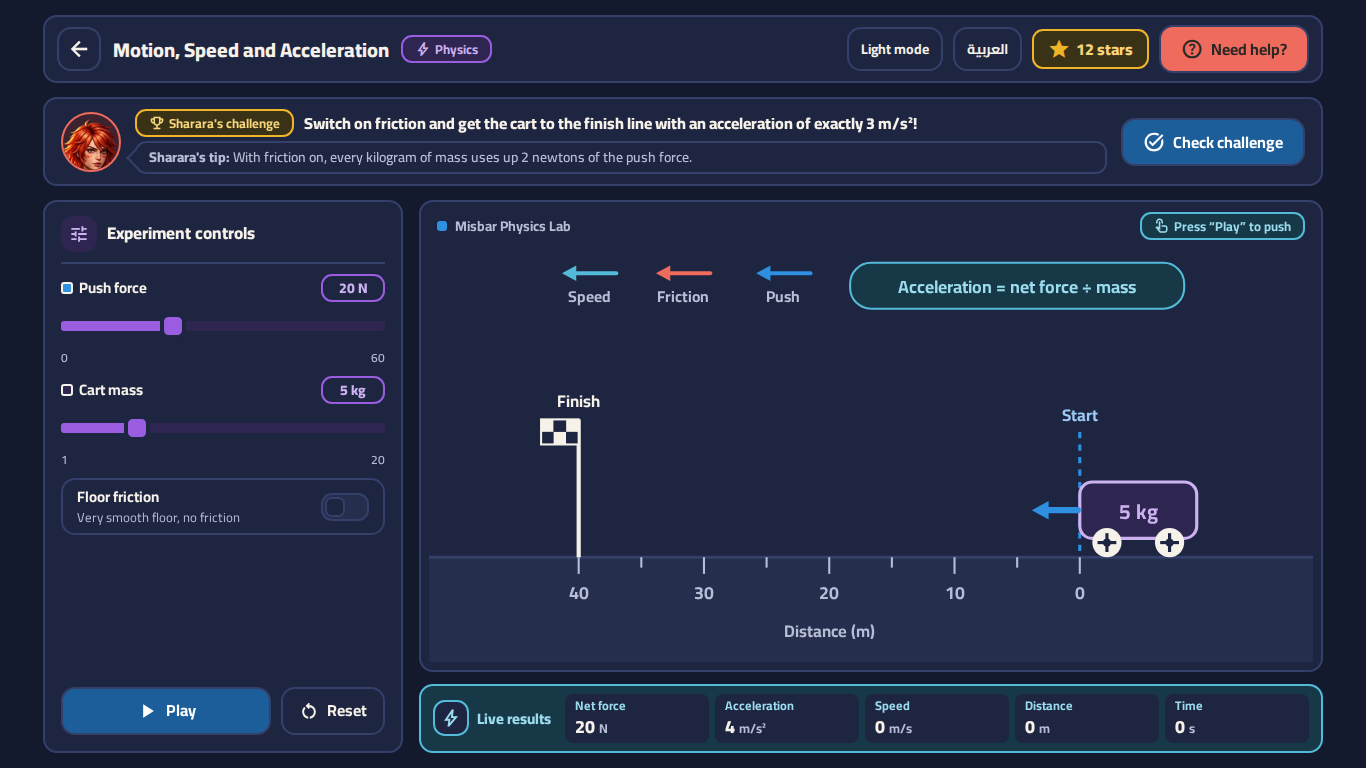 Motion, Speed and Acceleration
Physics
Light mode
العربية
12 stars
Need help?
Sharara's challenge
Switch on friction and get the cart to the finish line with an acceleration of exactly 3 m/s²!
Sharara's tip: With friction on, every kilogram of mass uses up 2 newtons of the push force.
Check challenge
Experiment controls
Push force
20 N
0
60
Cart mass
5 kg
1
20
Floor friction
Very smooth floor, no friction
Play
Reset
Misbar Physics Lab
Press "Play" to push
Speed
Friction
Push
Acceleration = net force ÷ mass
Finish
Start
5 kg
40
30
20
10
0
Distance (m)
Live results
Net force
20 N
Acceleration
4 m/s²
Speed
0 m/s
Distance
0 m
Time
0 s